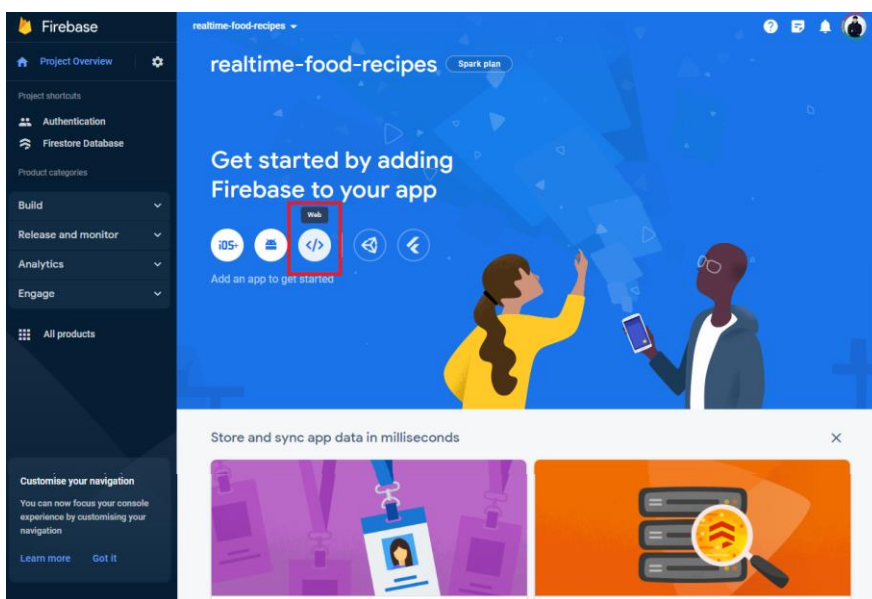 Firebase
Project Overview
Project shortcuts
Authentication
Firestore Database
Product categories
Build
Release and monitor
Analytics
Engage
All products
Customise your navigation
You can now focus your console
experience by customising your
navigation
Learn more Got it
realtime-food-recipes
realtime-food-recipes Spark plan
Get started by adding
Firebase to your app
Web
iOS+ </>
Add an app to get started
Store and sync app data in milliseconds